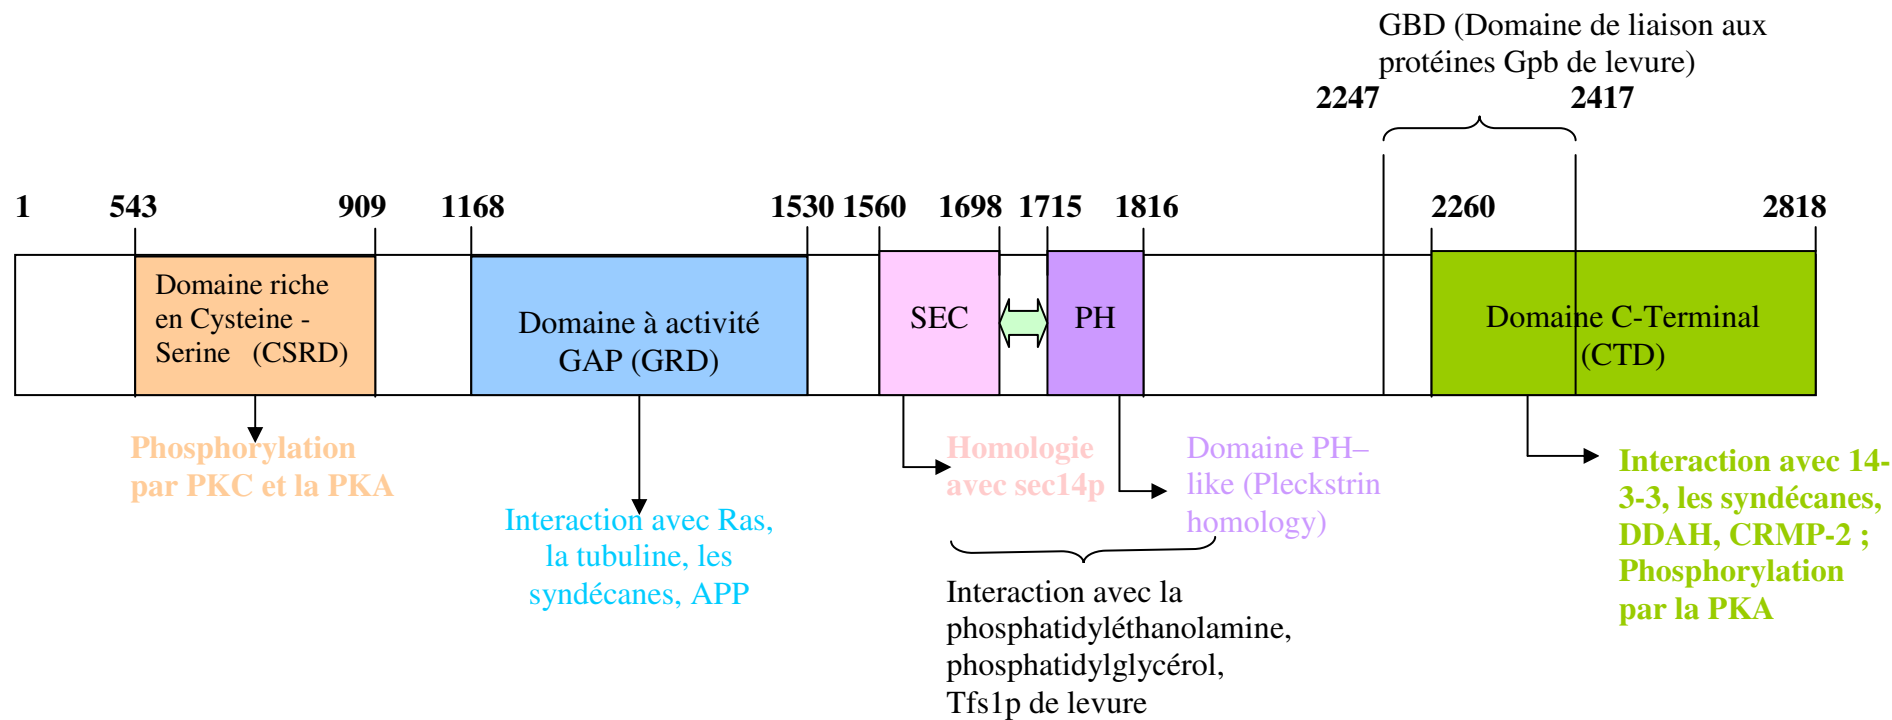 GBD (Domaine de liaison aux
protéines Gpb de levure)
2247 2417
1 543 909 1168 1530 1560 1698 1715 1816 2260 2818
Domaine riche
en Cysteine -
Serine (CSRD)
Domaine à activité
GAP (GRD)
SEC
PH
Domaine C-Terminal
(CTD)
Phosphorylation
par PKC et la PKA
Interaction avec Ras,
la tubuline, les
syndécanes, APP
Homologie
avec sec14p
Domaine PH–
like (Pleckstrin
homology)
Interaction avec la
phosphatidyléthanolamine,
phosphatidylglycérol,
Tfs1p de levure
Interaction avec 14-
3-3, les syndécanes,
DDAH, CRMP-2 ;
Phosphorylation
par la PKA